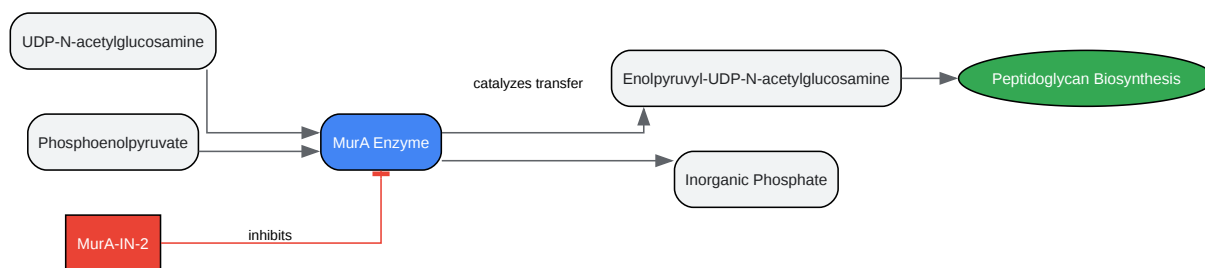 UDP-N-acetylglucosamine
Phosphoenolpyruvate
MurA-IN-2
inhibits
MurA Enzyme
catalyzes transfer
Enolpyruvyl-UDP-N-acetylglucosamine
Inorganic Phosphate
Peptidoglycan Biosynthesis